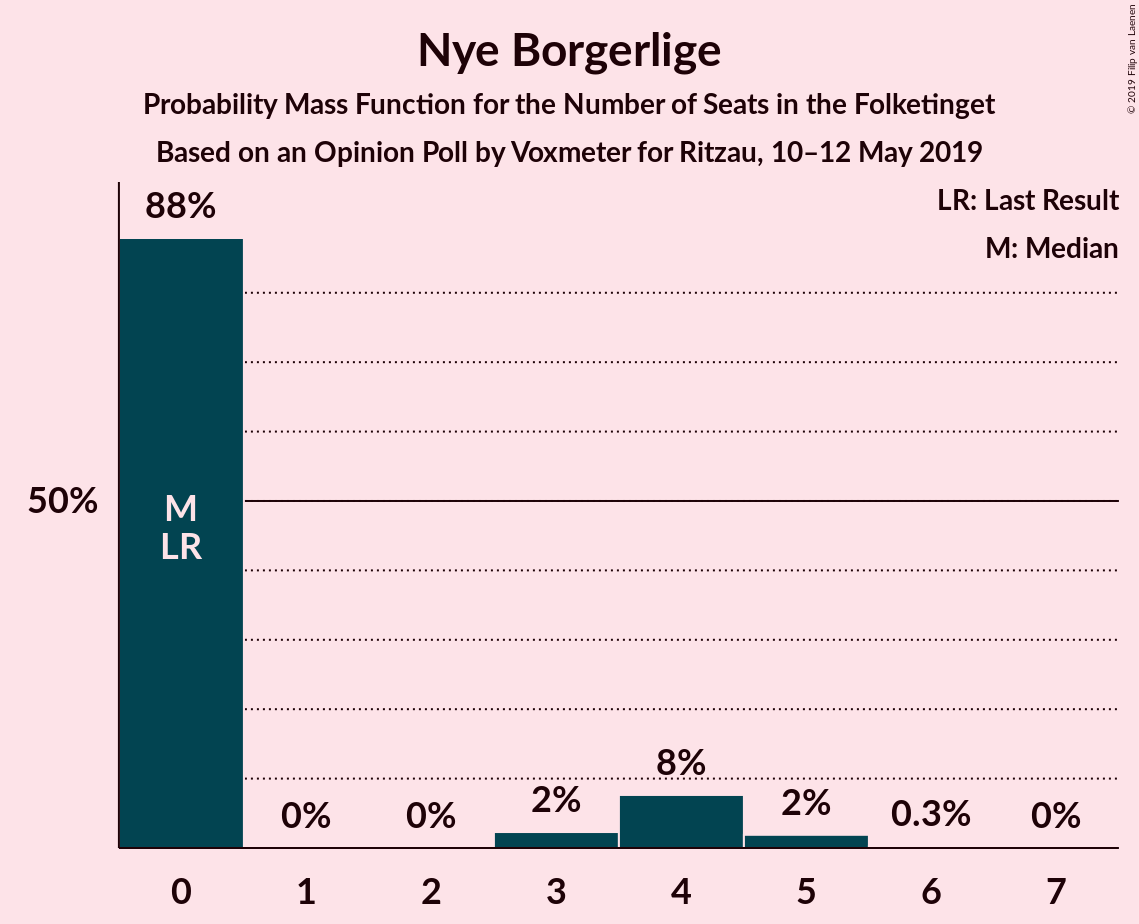 Nye Borgerlige
Probability Mass Function for the Number of Seats in the Folketinget
Based on an Opinion Poll by Voxmeter for Ritzau, 10–12 May 2019
© 2019 Filip van Laenen
LR: Last Result
M: Median
88%
50%
M
LR
0%
0%
2%
8%
2%
0.3%
0%
0 1 2 3 4 5 6 7